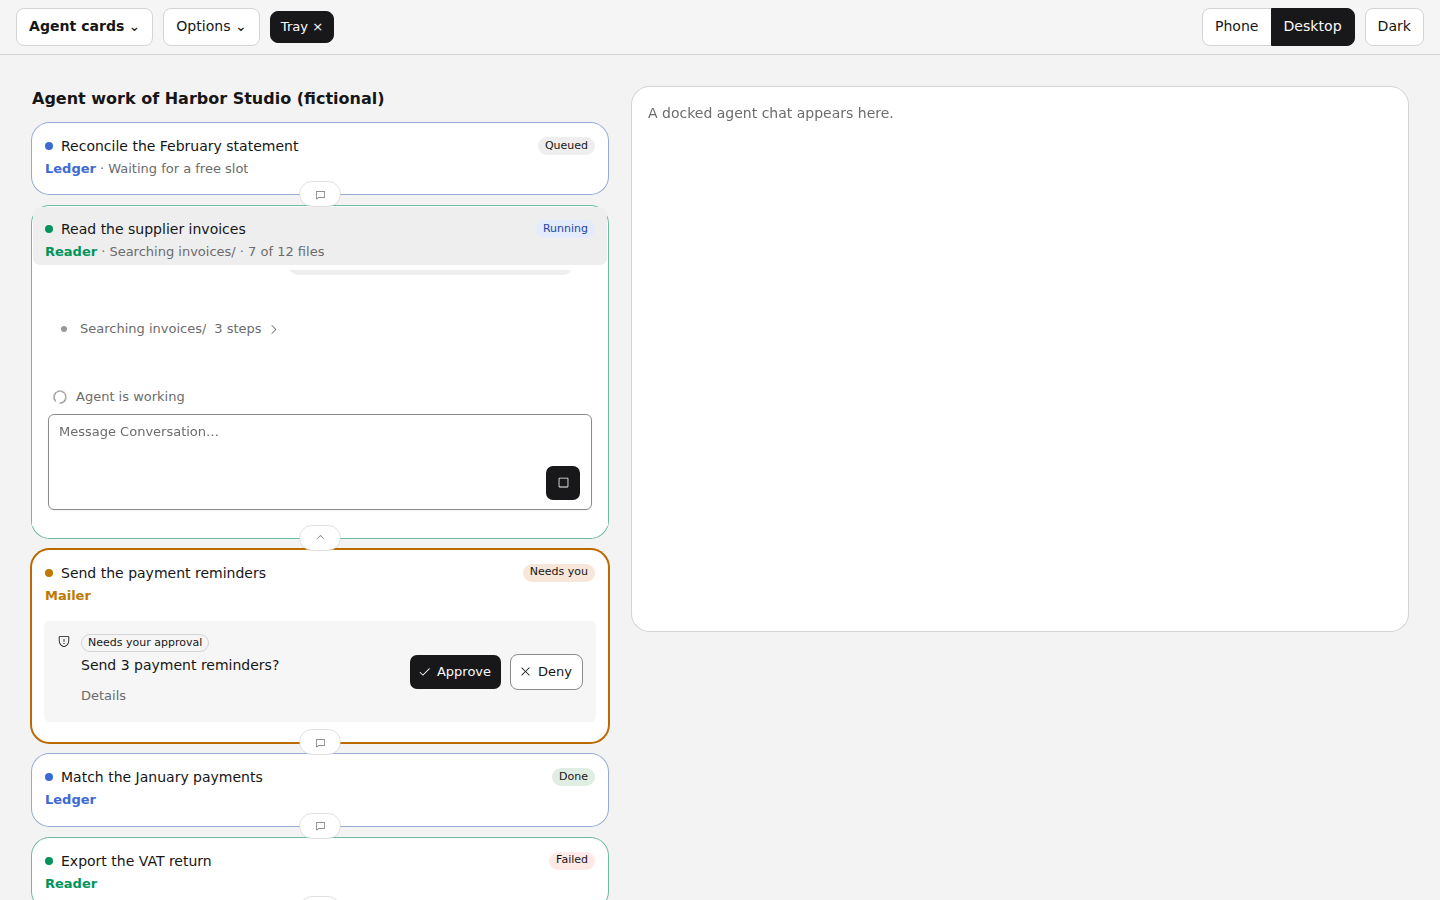 Agent cards
Options
Tray ×
Phone
Desktop
Dark
Agent work of Harbor Studio (fictional)
Reconcile the February statement
Queued
Ledger · Waiting for a free slot
Read the supplier invoices
Running
Reader · Searching invoices/ · 7 of 12 files
Searching invoices/ 3 steps
Agent is working
Message Conversation…
Send the payment reminders
Needs you
Mailer
Needs your approval
Send 3 payment reminders?
Approve
Deny
Details
Match the January payments
Done
Ledger
Export the VAT return
Failed
Reader
A docked agent chat appears here.